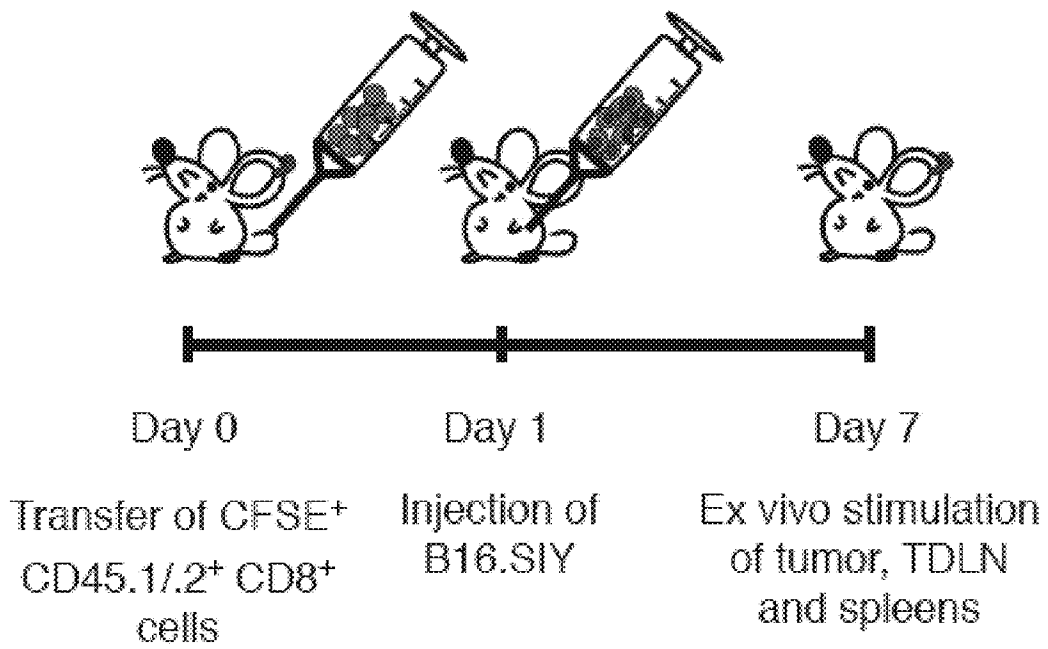 Day 0
Transfer of CFSE⁺
CD45.1/.2⁺ CD8⁺
cells
Day 1
Injection of
B16.SIY
Day 7
Ex vivo stimulation
of tumor, TDLN
and spleens